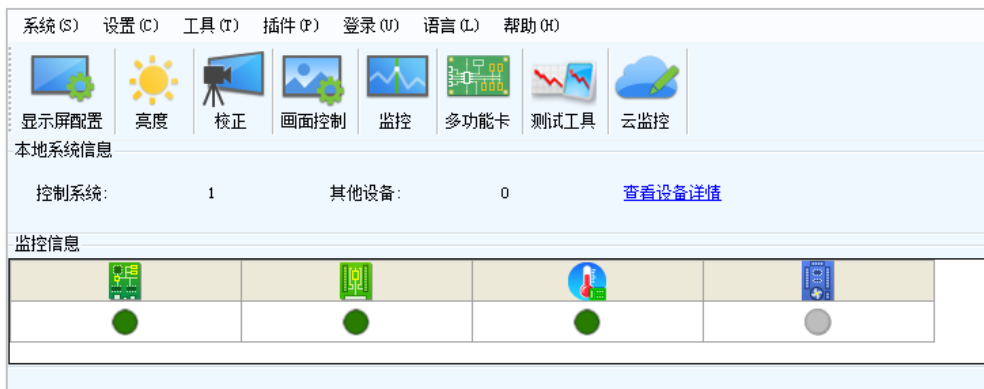 系统(S) 设置(C) 工具(T) 插件(P) 登录(U) 语言(L) 帮助(H)
显示屏配置 亮度 校正 画面控制 监控 多功能卡 测试工具 云监控
本地系统信息
控制系统: 1 其他设备: 0 查看设备详情
监控信息